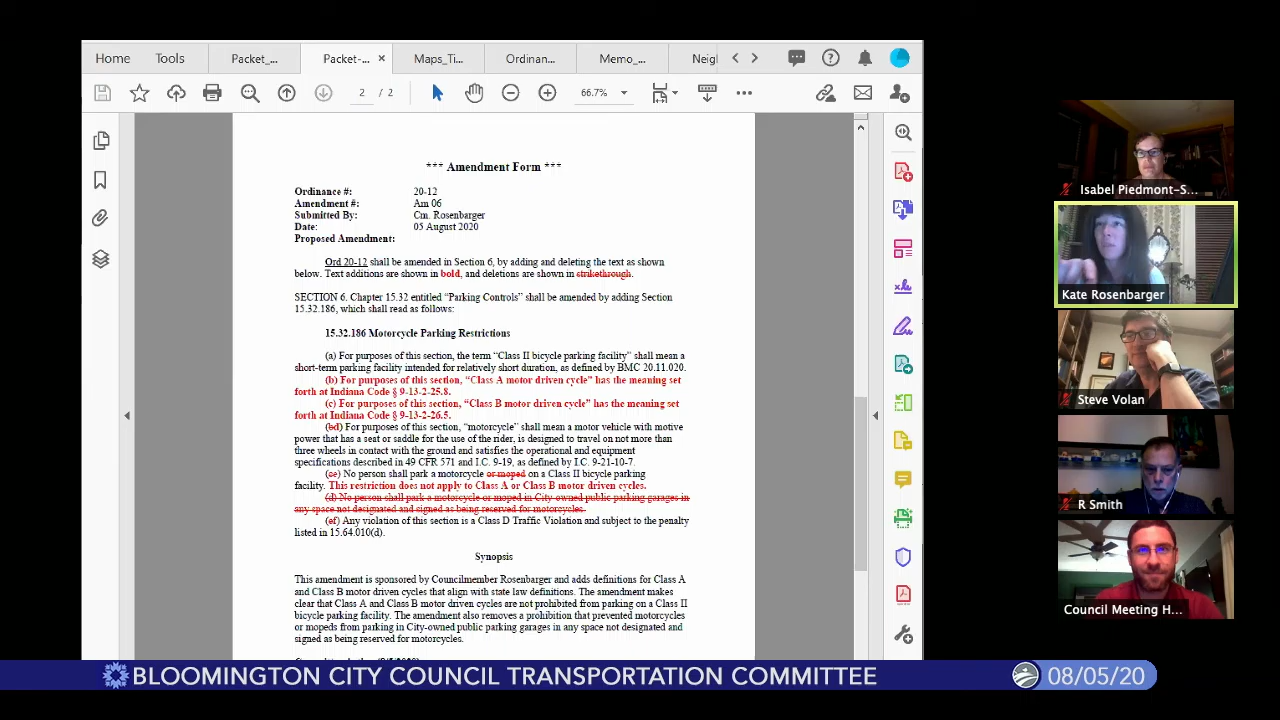 Home Tools Packet_... Packet-... × Maps_Ti... Ordinan... Memo_... Neigl
2 / 2 66.7%
*** Amendment Form ***
Ordinance #: 20-12
Amendment #: Am 06
Submitted By: Cm. Rosenbarger
Date: 05 August 2020
Proposed Amendment:
Ord 20-12 shall be amended in Section 6, by adding and deleting the text as shown
below. Text additions are shown in bold, and deletions are shown in strikethrough.
SECTION 6. Chapter 15.32 entitled “Parking Controls” shall be amended by adding Section
15.32.186, which shall read as follows:
15.32.186 Motorcycle Parking Restrictions
(a) For purposes of this section, the term “Class II bicycle parking facility” shall mean a
short-term parking facility intended for relatively short duration, as defined by BMC 20.11.020.
(b) For purposes of this section, “Class A motor driven cycle” has the meaning set
forth at Indiana Code § 9-13-2-25.8.
(c) For purposes of this section, “Class B motor driven cycle” has the meaning set
forth at Indiana Code § 9-13-2-26.5.
(bd) For purposes of this section, “motorcycle” shall mean a motor vehicle with motive
power that has a seat or saddle for the use of the rider, is designed to travel on not more than
three wheels in contact with the ground and satisfies the operational and equipment
specifications described in 49 CFR 571 and I.C. 9-19, as defined by I.C. 9-21-10-7.
(ce) No person shall park a motorcycle or moped on a Class II bicycle parking
facility. This restriction does not apply to Class A or Class B motor driven cycles.
(d) No person shall park a motorcycle or moped in City-owned public parking garages in
any space not designated and signed as being reserved for motorcycles.
(ef) Any violation of this section is a Class D Traffic Violation and subject to the penalty
listed in 15.64.010(d).
Synopsis
This amendment is sponsored by Councilmember Rosenbarger and adds definitions for Class A
and Class B motor driven cycles that align with state law definitions. The amendment makes
clear that Class A and Class B motor driven cycles are not prohibited from parking on a Class II
bicycle parking facility. The amendment also removes a prohibition that prevented motorcycles
or mopeds from parking in City-owned public parking garages in any space not designated and
signed as being reserved for motorcycles.
Isabel Piedmont-S...
Kate Rosenbarger
Steve Volan
R Smith
Council Meeting H...
BLOOMINGTON CITY COUNCIL TRANSPORTATION COMMITTEE 08/05/20